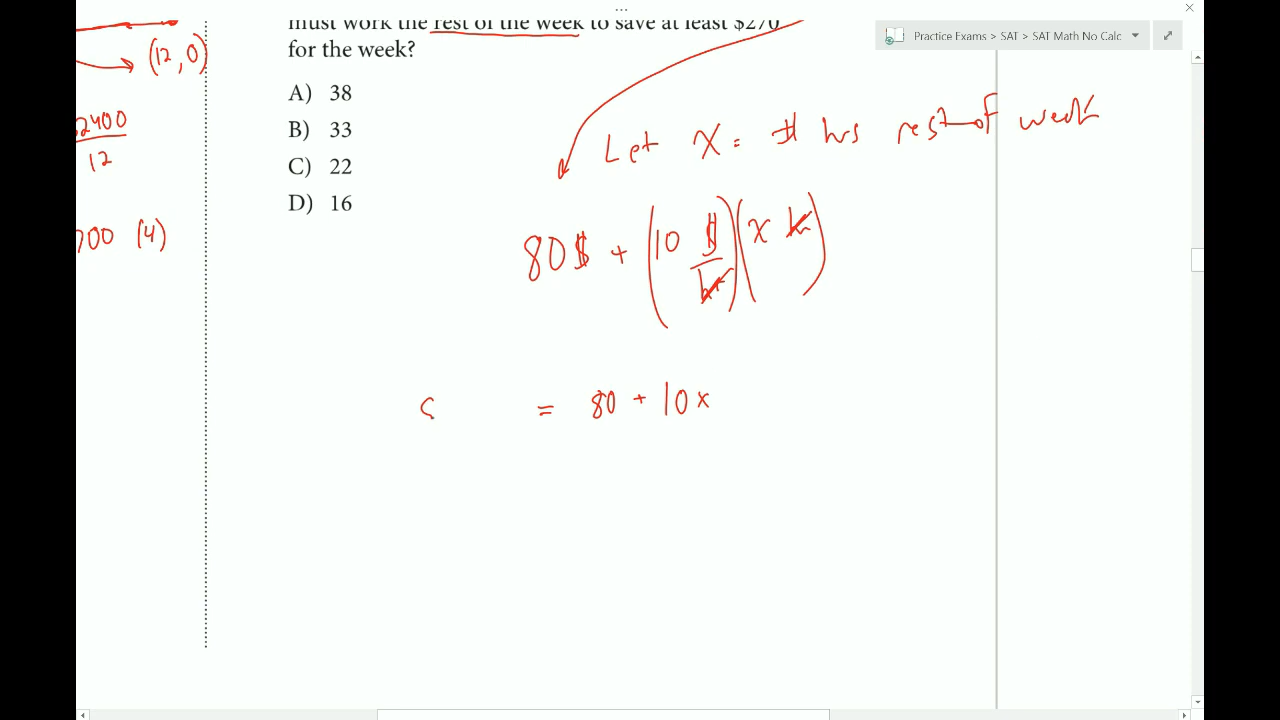 must work the rest of the week to save at least $270
for the week?
A) 38
B) 33
C) 22
D) 16
(12, 0)
2400
12
700 (4)
Practice Exams > SAT > SAT Math No Calc
Let x = # hrs rest of week
80$ + (10 $/hr)(x hr)
= 80 + 10x